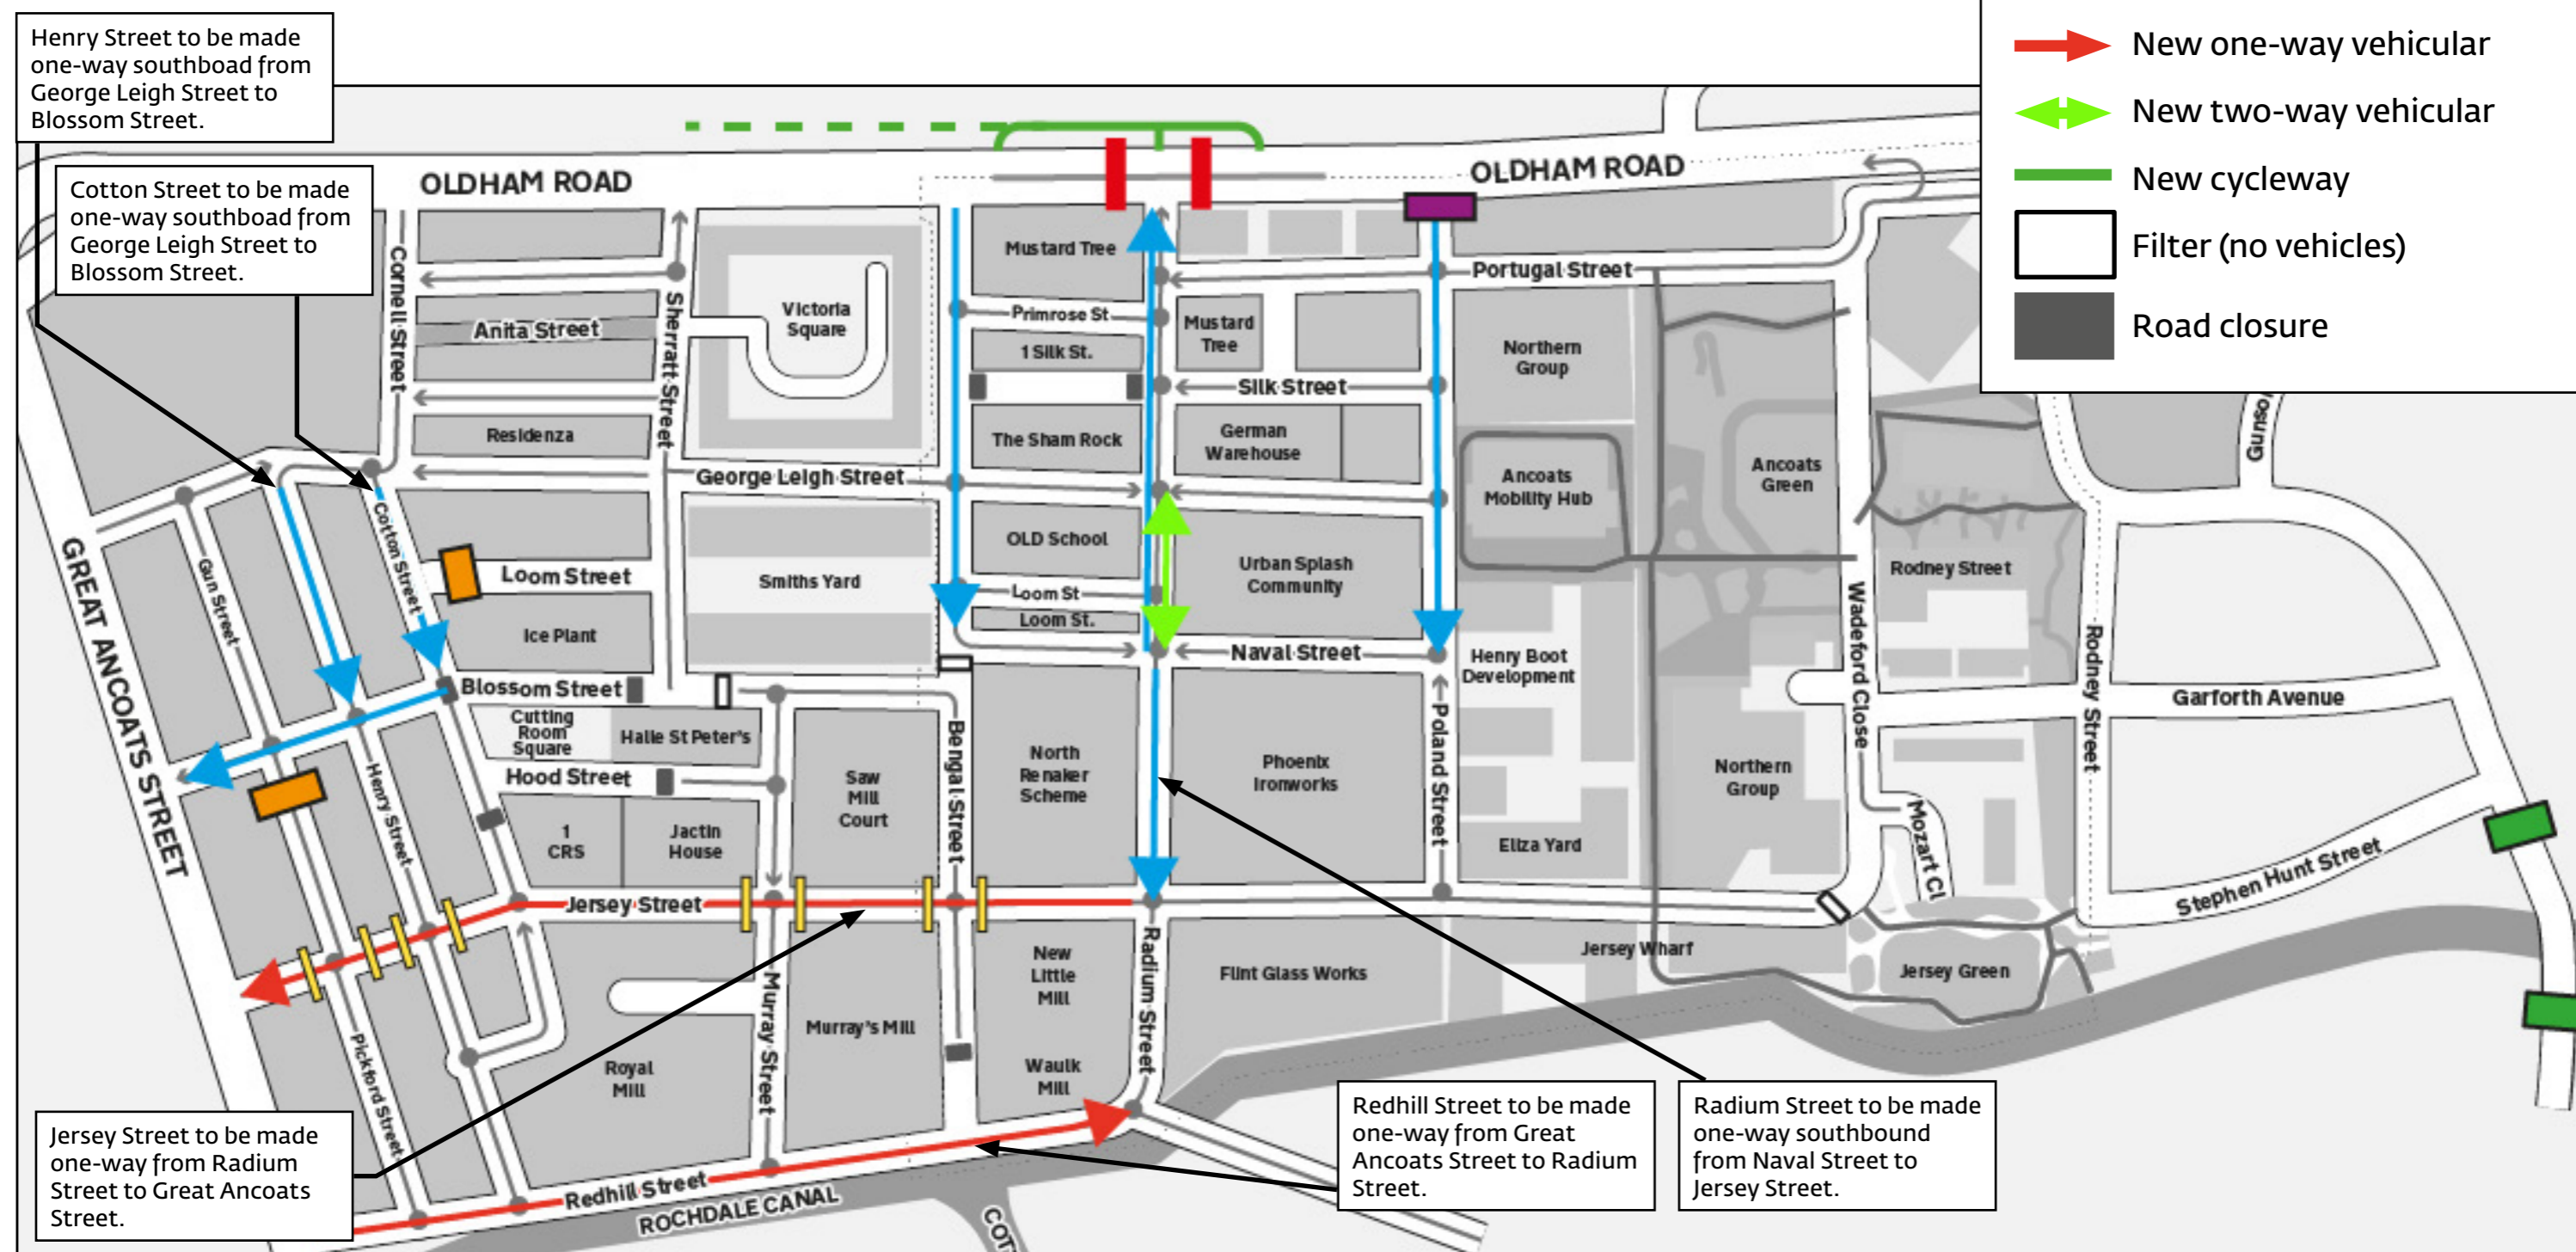 Henry Street to be made
one-way southboad from
George Leigh Street to
Blossom Street.
Cotton Street to be made
one-way southboad from
George Leigh Street to
Blossom Street.
New one-way vehicular
New two-way vehicular
New cycleway
Filter (no vehicles)
Road closure
OLDHAM ROAD
OLDHAM ROAD
Cornell Street
Sherratt Street
Anita Street
Residenza
Victoria
Square
Mustard Tree
Primrose St
1 Silk St.
Mustard
Tree
Portugal Street
Silk Street
Northern
Group
The Sham Rock
German
Warehouse
George Leigh Street
Ancoats
Mobility Hub
Ancoats
Green
GREAT ANCOATS STREET
Gun Street
Cotton Street
Loom Street
Ice Plant
Smiths Yard
OLD School
Loom St
Loom St.
Urban Splash
Community
Naval Street
Henry Boot
Development
Rodney Street
Wadeford Close
Rodney Street
Garforth Avenue
Blossom Street
Cutting
Room
Square
Halle St Peter's
Hood Street
Henry Street
1
CRS
Jactin
House
Saw
Mill
Court
Bengal Street
North
Renaker
Scheme
Phoenix
Ironworks
Poland Street
Eliza Yard
Northern
Group
Mozart Cl
Stephen Hunt Street
Jersey Street
Jersey Wharf
Jersey Green
New
Little
Mill
Waulk
Mill
Radium Street
Flint Glass Works
Murray's Mill
Murray Street
Royal
Mill
Pickford Street
Redhill Street
ROCHDALE CANAL
Jersey Street to be made
one-way from Radium
Street to Great Ancoats
Street.
Redhill Street to be made
one-way from Great
Ancoats Street to Radium
Street.
Radium Street to be made
one-way southbound
from Naval Street to
Jersey Street.